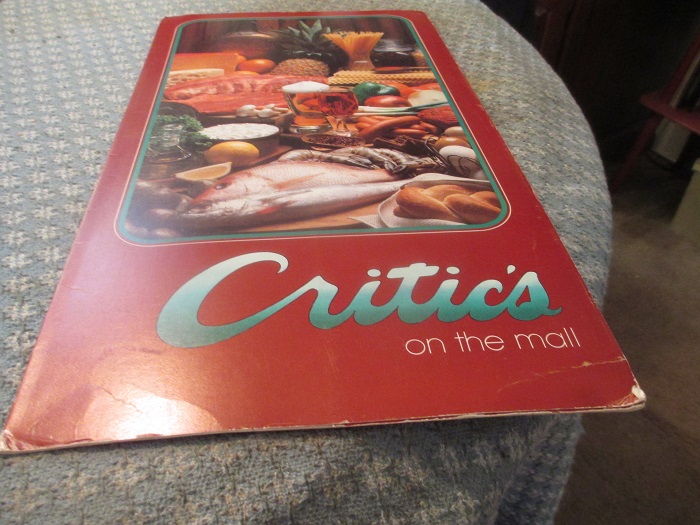 Critic's
on the mall